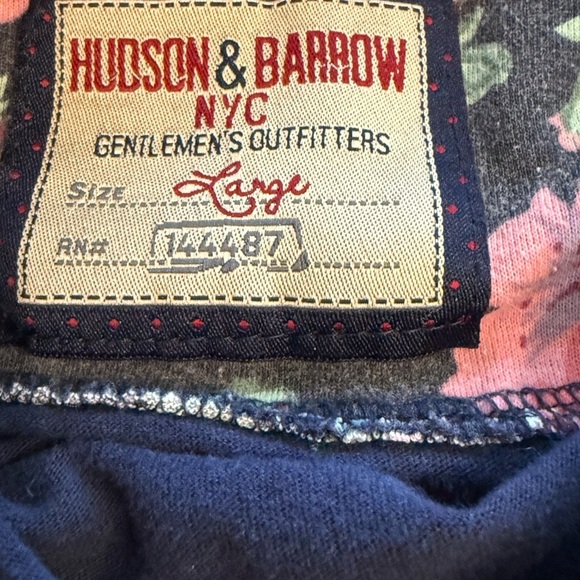 HUDSON & BARROW
NYC
GENTLEMEN'S OUTFITTERS
SIZE Large
RN# 144487